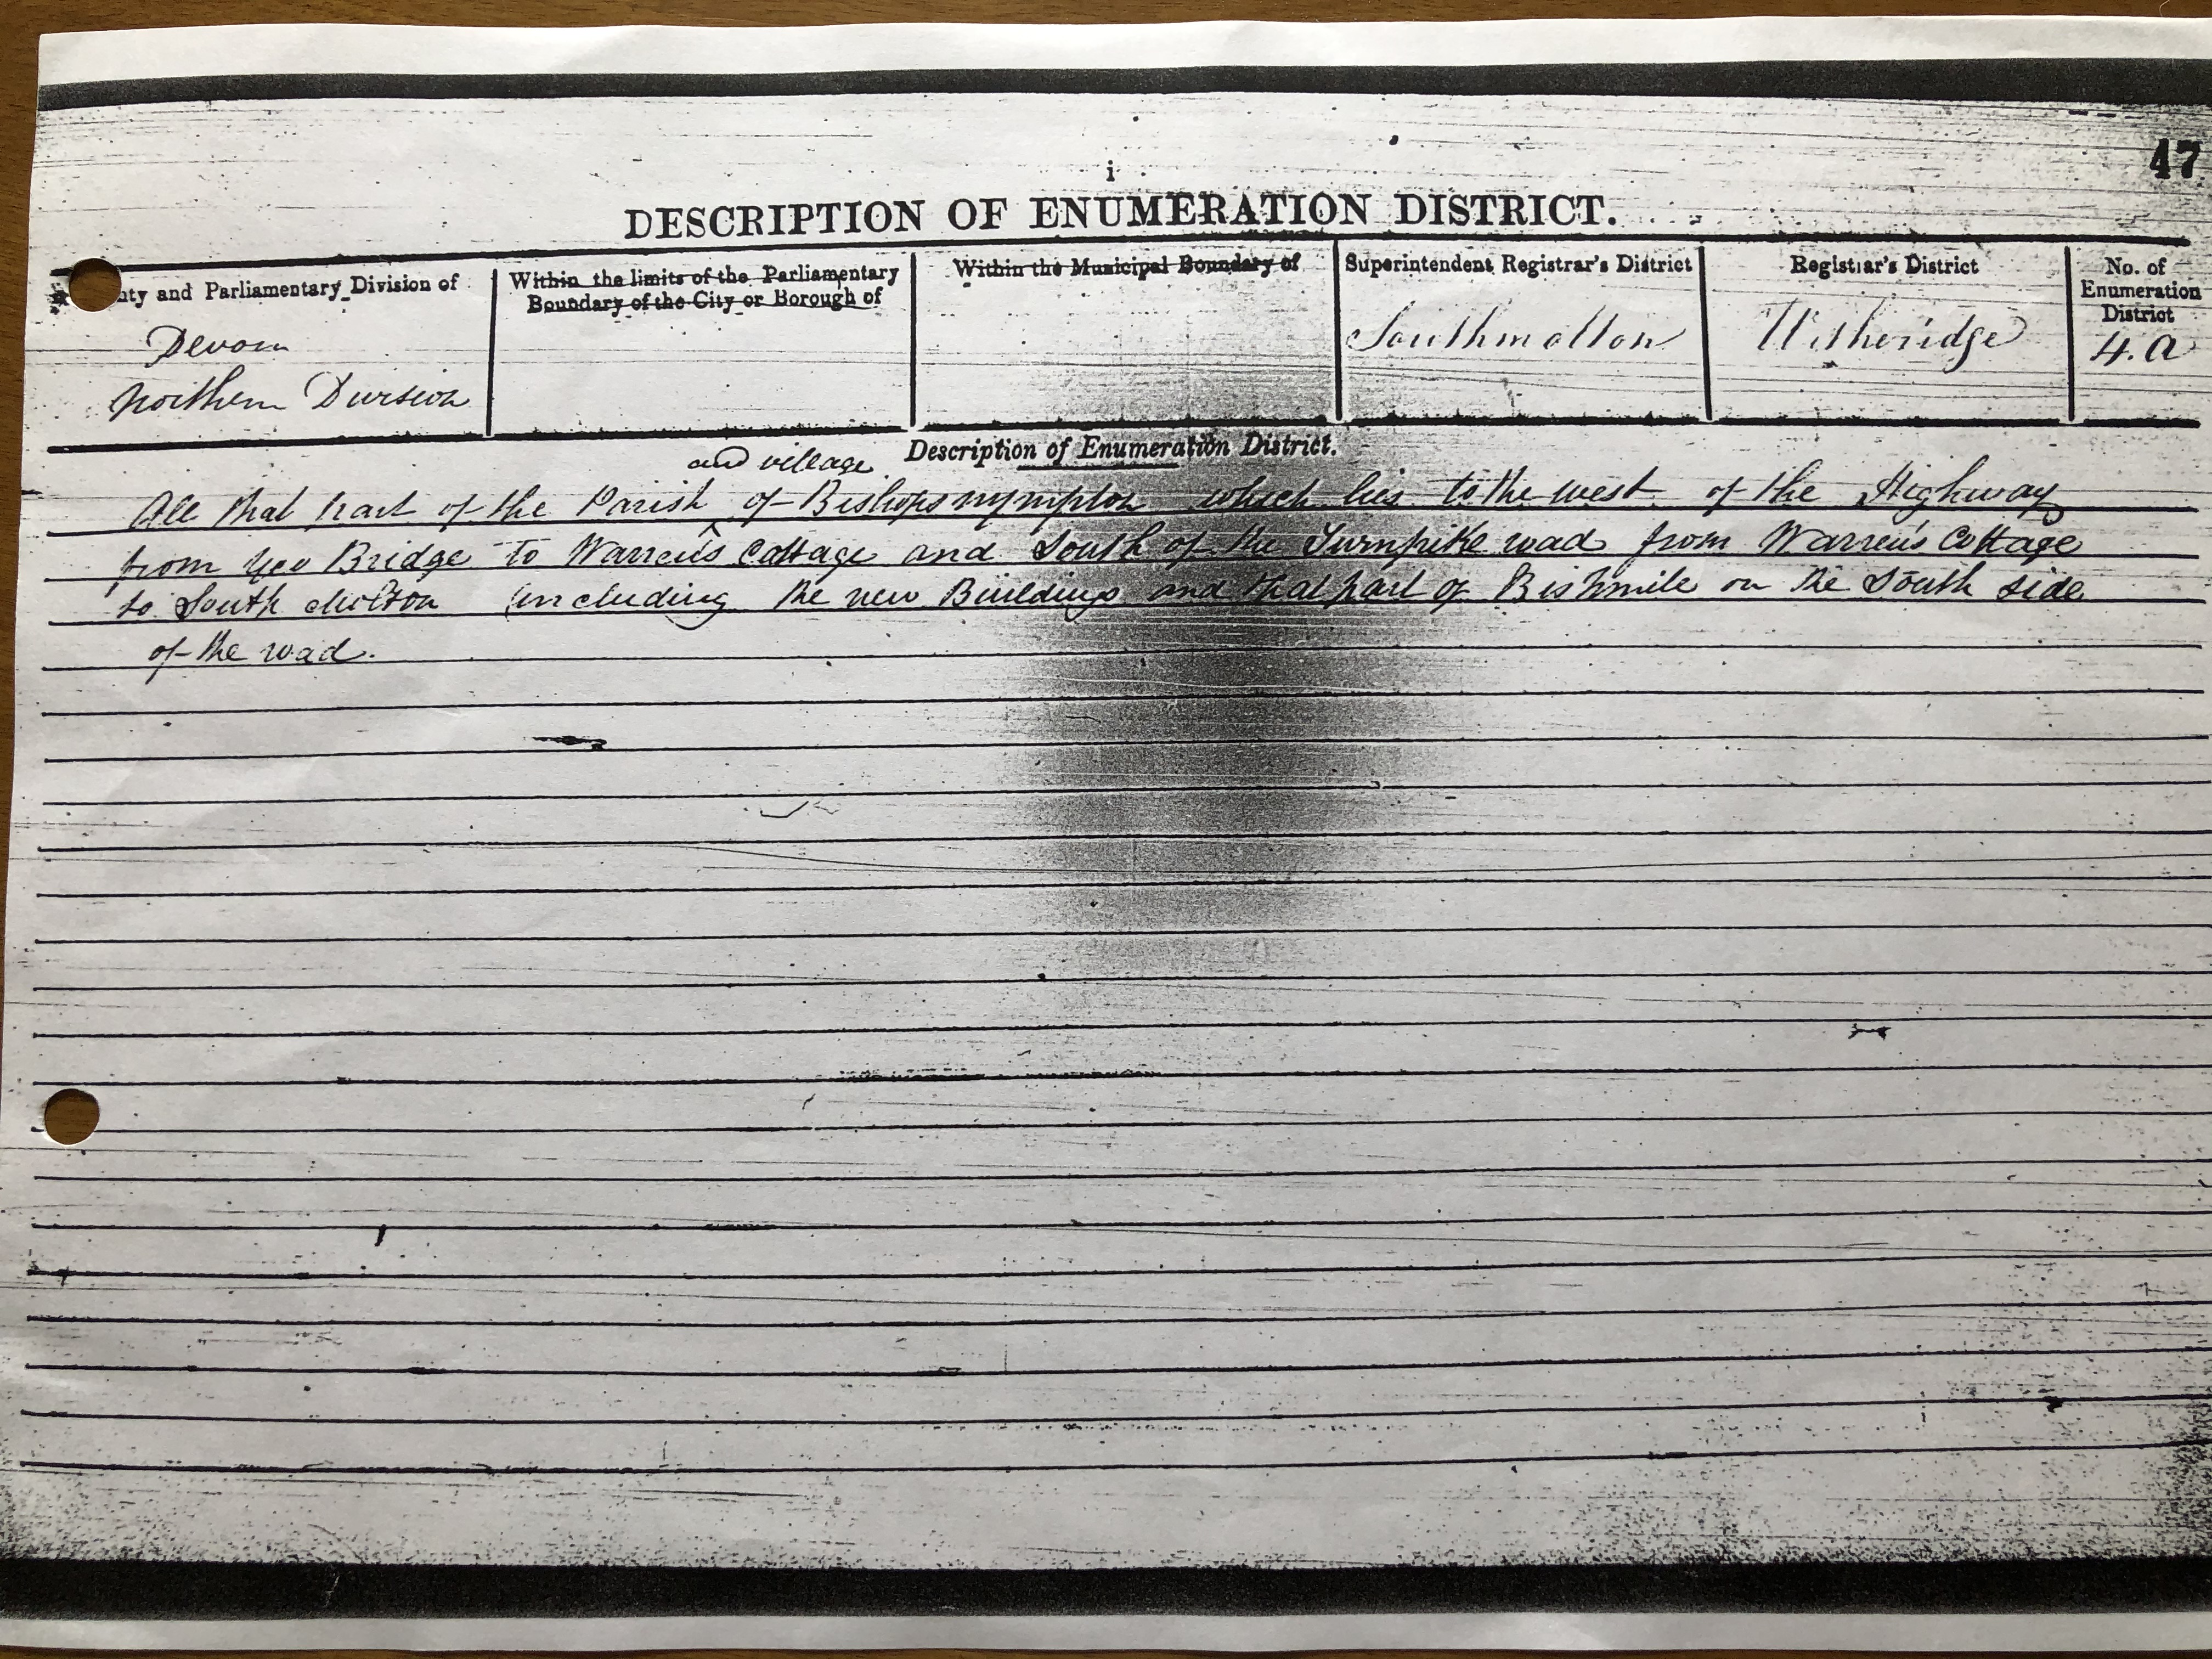 47
i
DESCRIPTION OF ENUMERATION DISTRICT.
nty and Parliamentary Division of
Devon
Northern Division
Within the limits of the Parliamentary
Boundary of the City or Borough of
Within the Municipal Boundary of
Superintendent Registrar's District
Southmolton
Registrar's District
Witheridge
No. of
Enumeration
District
4.a
Description of Enumeration District.
and village
All that part of the Parish of Bishopsnympton which lies to the west of the Highway
from Yeo Bridge to Warren's Cottage and South of the Turnpike road from Warren's Cottage
to South Molton (including the new Buildings and that part of Bishmile on the South side
of the road.